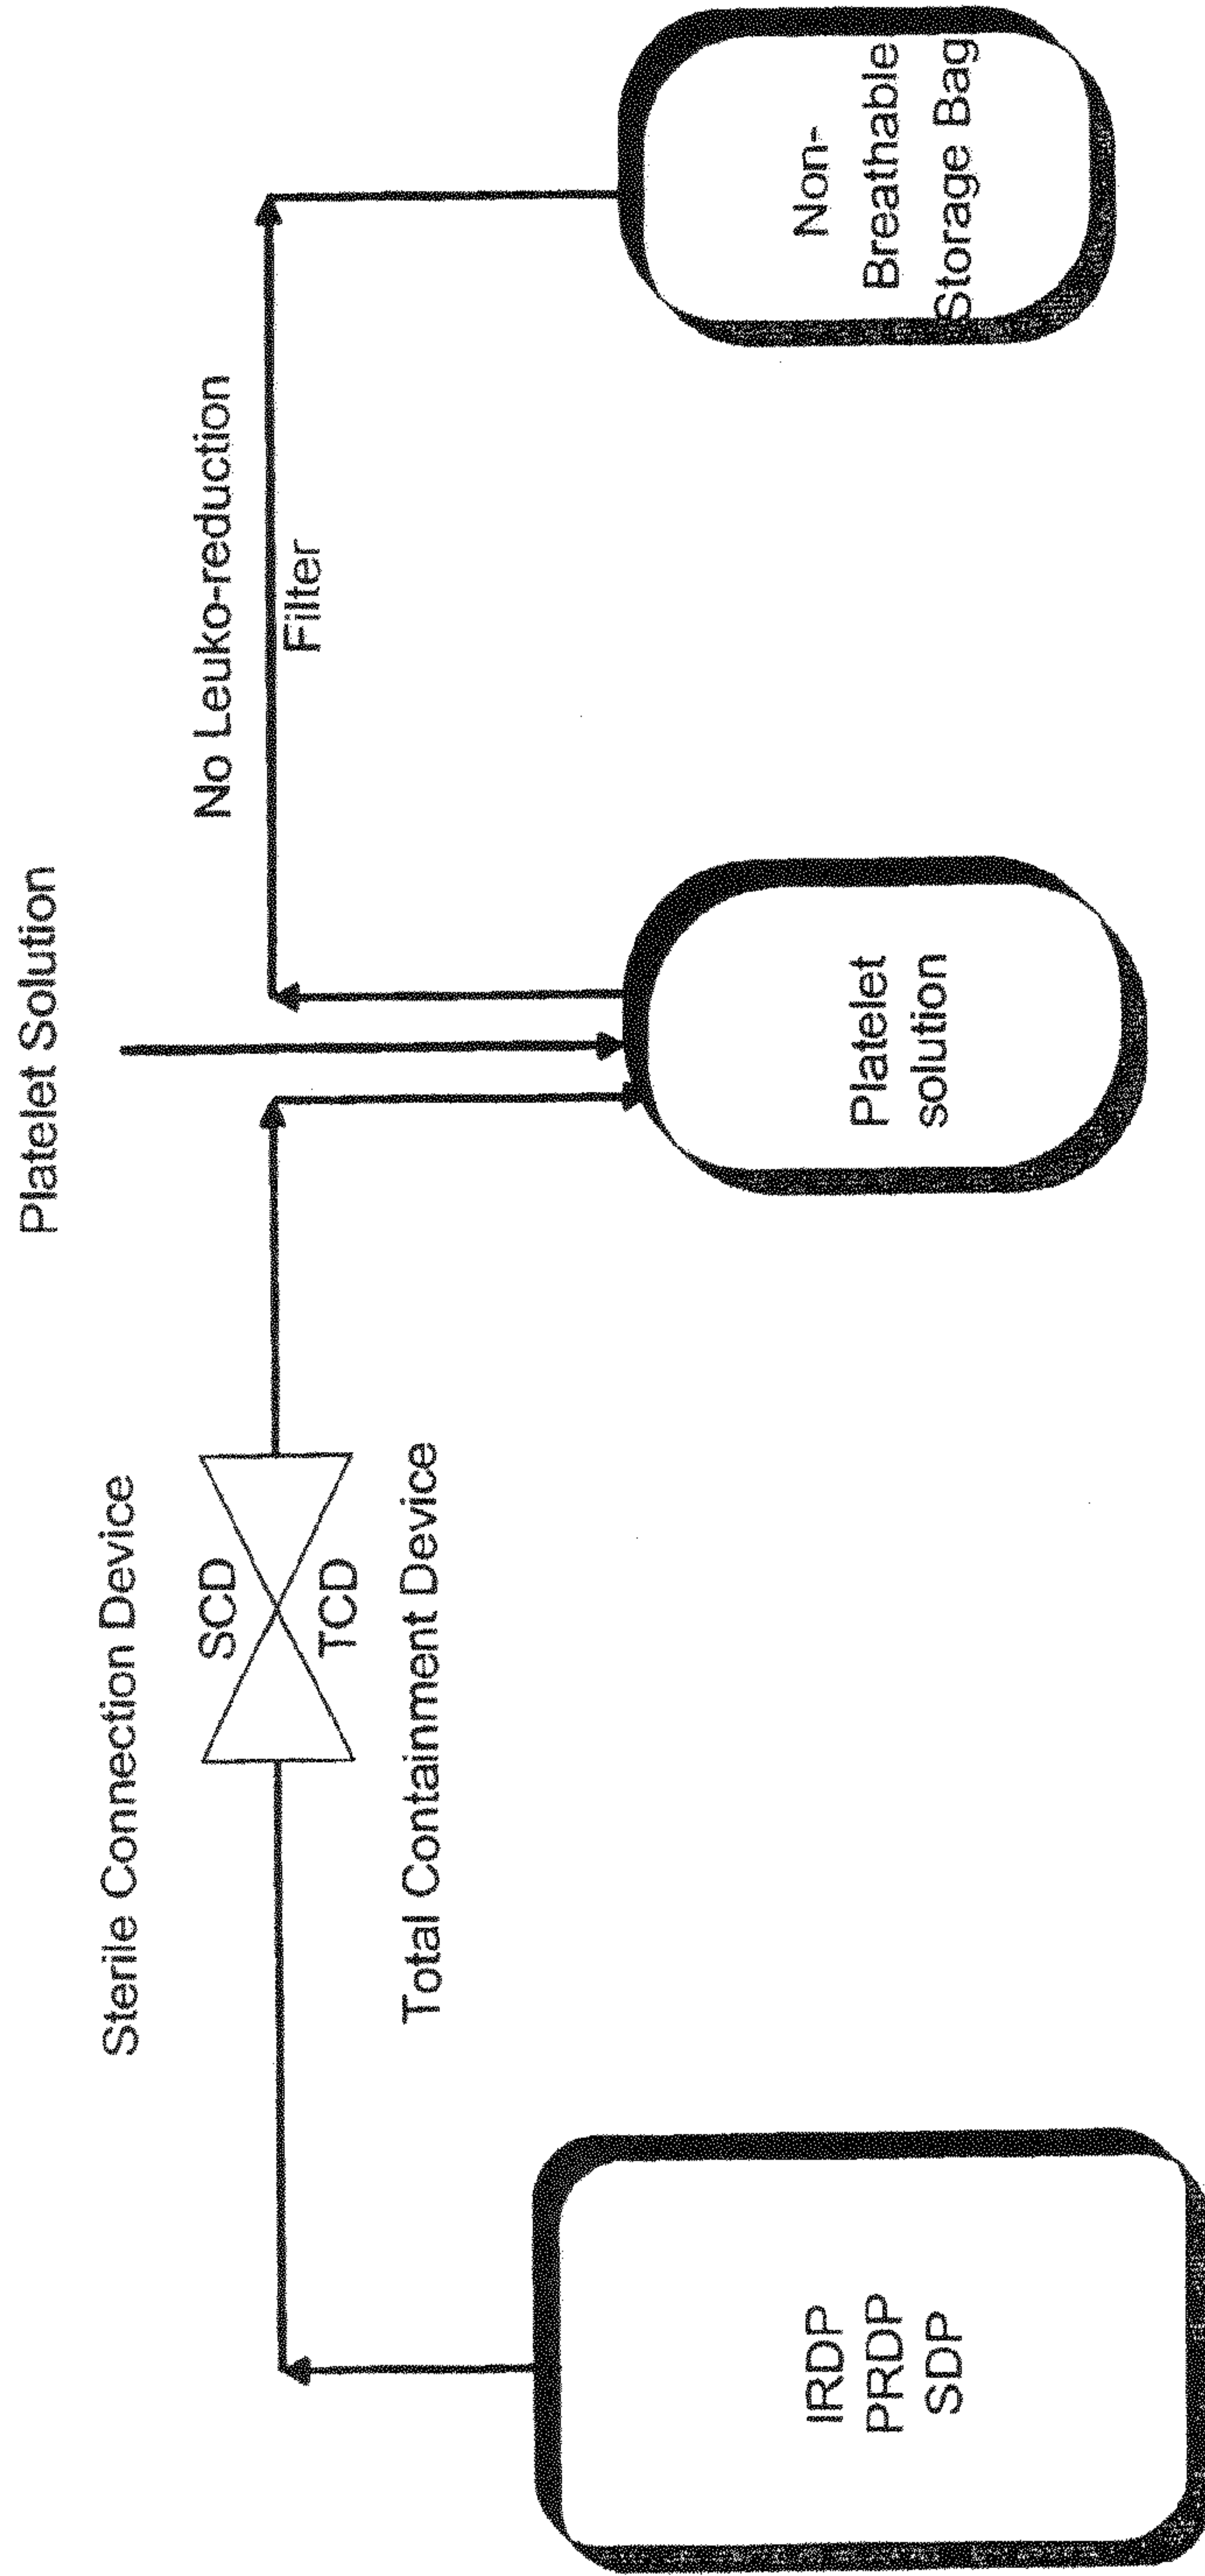 Platelet Solution
Sterile Connection Device
SCD
TCD
Total Containment Device
No Leuko-reduction
Filter
IRDP
PRDP
SDP
Platelet
solution
Non-
Breathable
Storage Bag